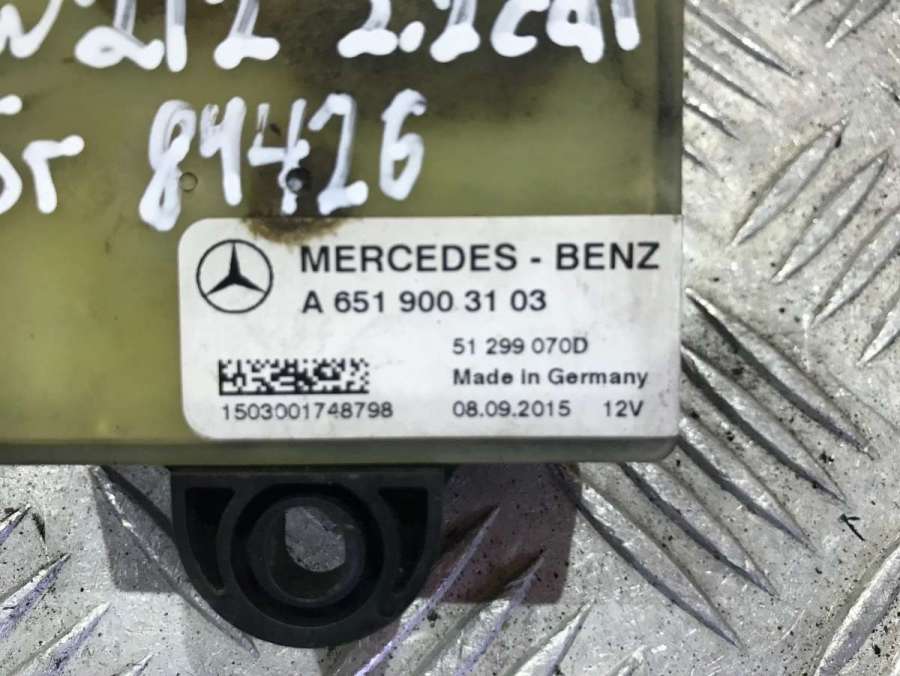 W212 2.2cdi
5r 84426
MERCEDES - BENZ
A 651 900 31 03
51 299 070D
Made in Germany
1503001748798
08.09.2015 12V